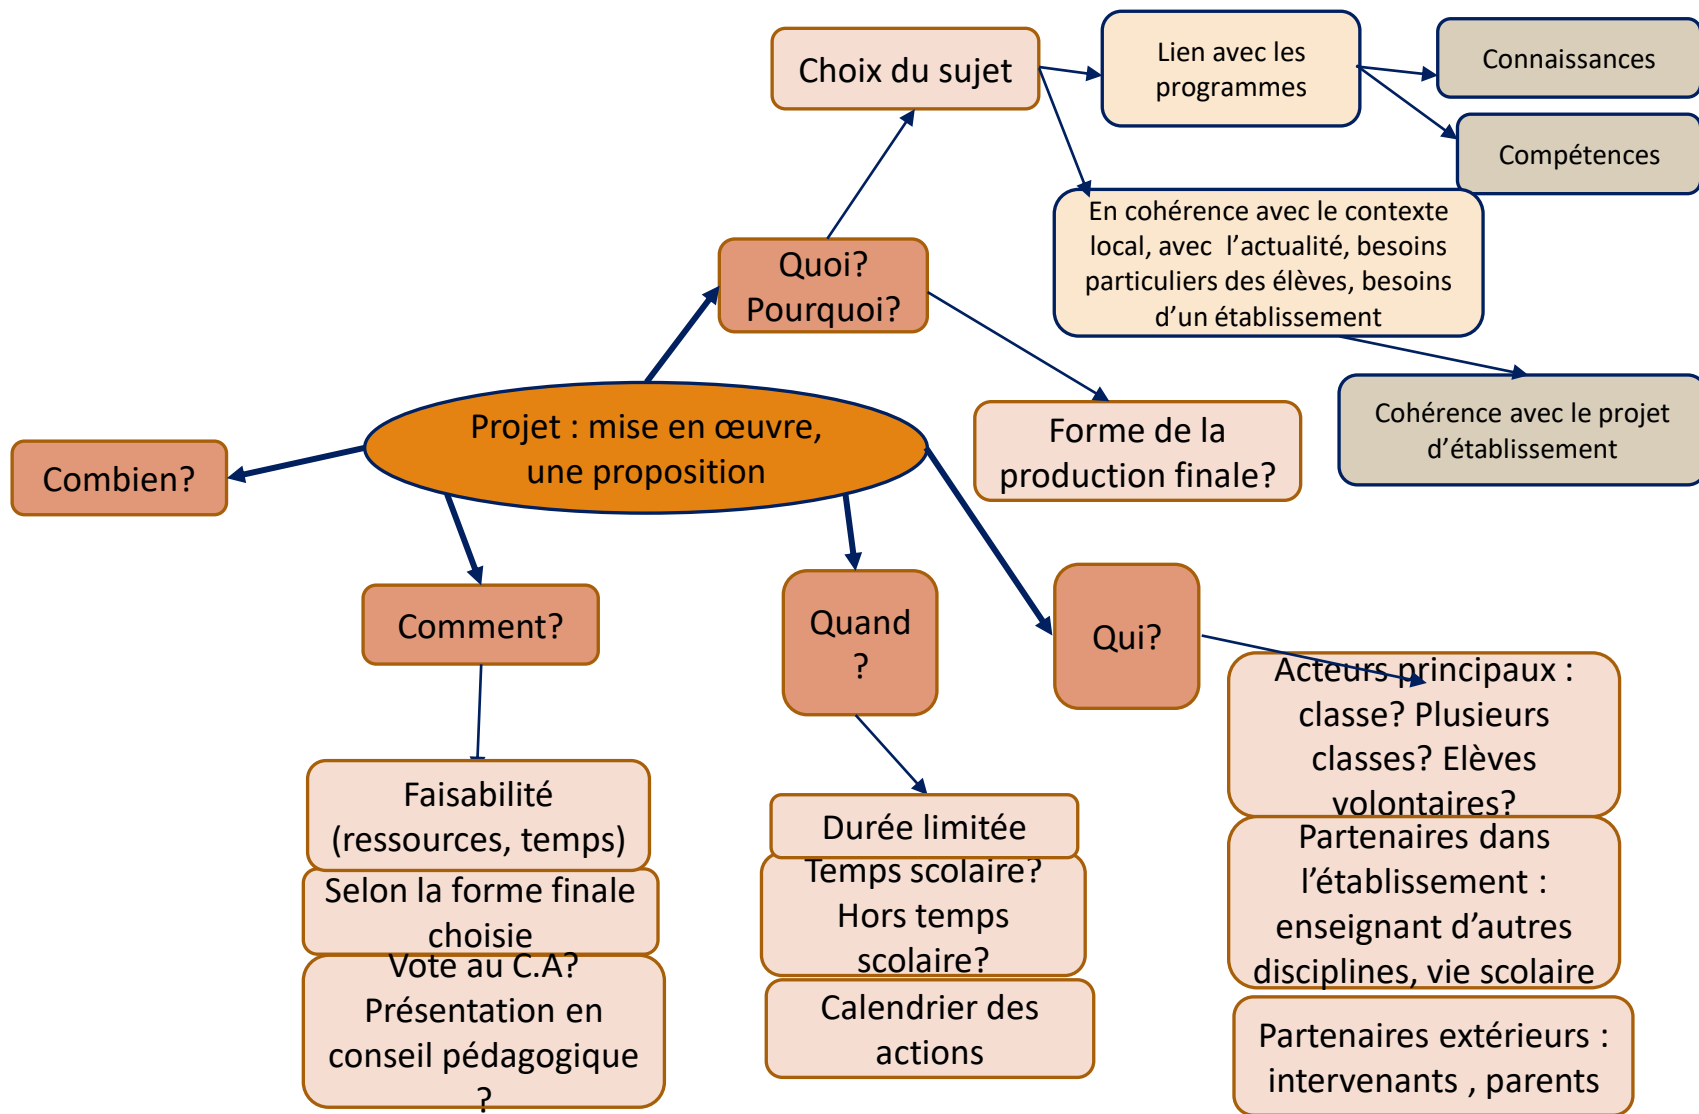 Choix du sujet
Lien avec les
programmes
Connaissances
Compétences
En cohérence avec le contexte
local, avec  l’actualité, besoins
particuliers des élèves, besoins
d’un établissement
Quoi?
Pourquoi?
Cohérence avec le projet
d’établissement
Forme de la
production finale?
Projet : mise en œuvre,
une proposition
Combien?
Comment?
Quand
?
Qui?
Faisabilité
(ressources, temps)
Selon la forme finale
choisie
Vote au C.A?
Présentation en
conseil pédagogique
?
Durée limitée
Temps scolaire?
Hors temps
scolaire?
Calendrier des
actions
Acteurs principaux :
classe? Plusieurs
classes? Elèves
volontaires?
Partenaires dans
l’établissement :
enseignant d’autres
disciplines, vie scolaire
Partenaires extérieurs :
intervenants , parents